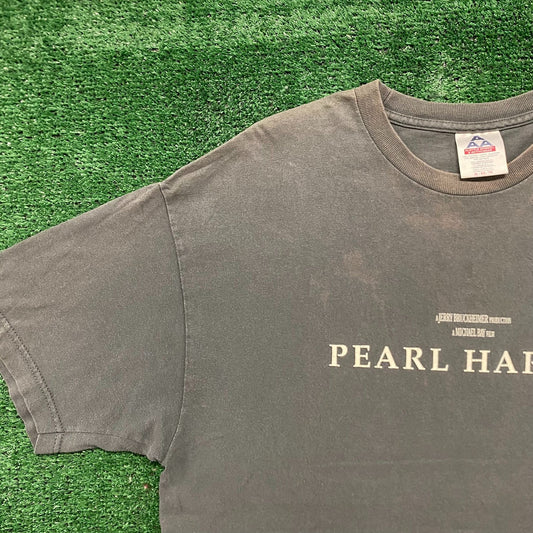 A JERRY BRUCKHEIMER PRODUCTION
A MICHAEL BAY FILM
PEARL HAR